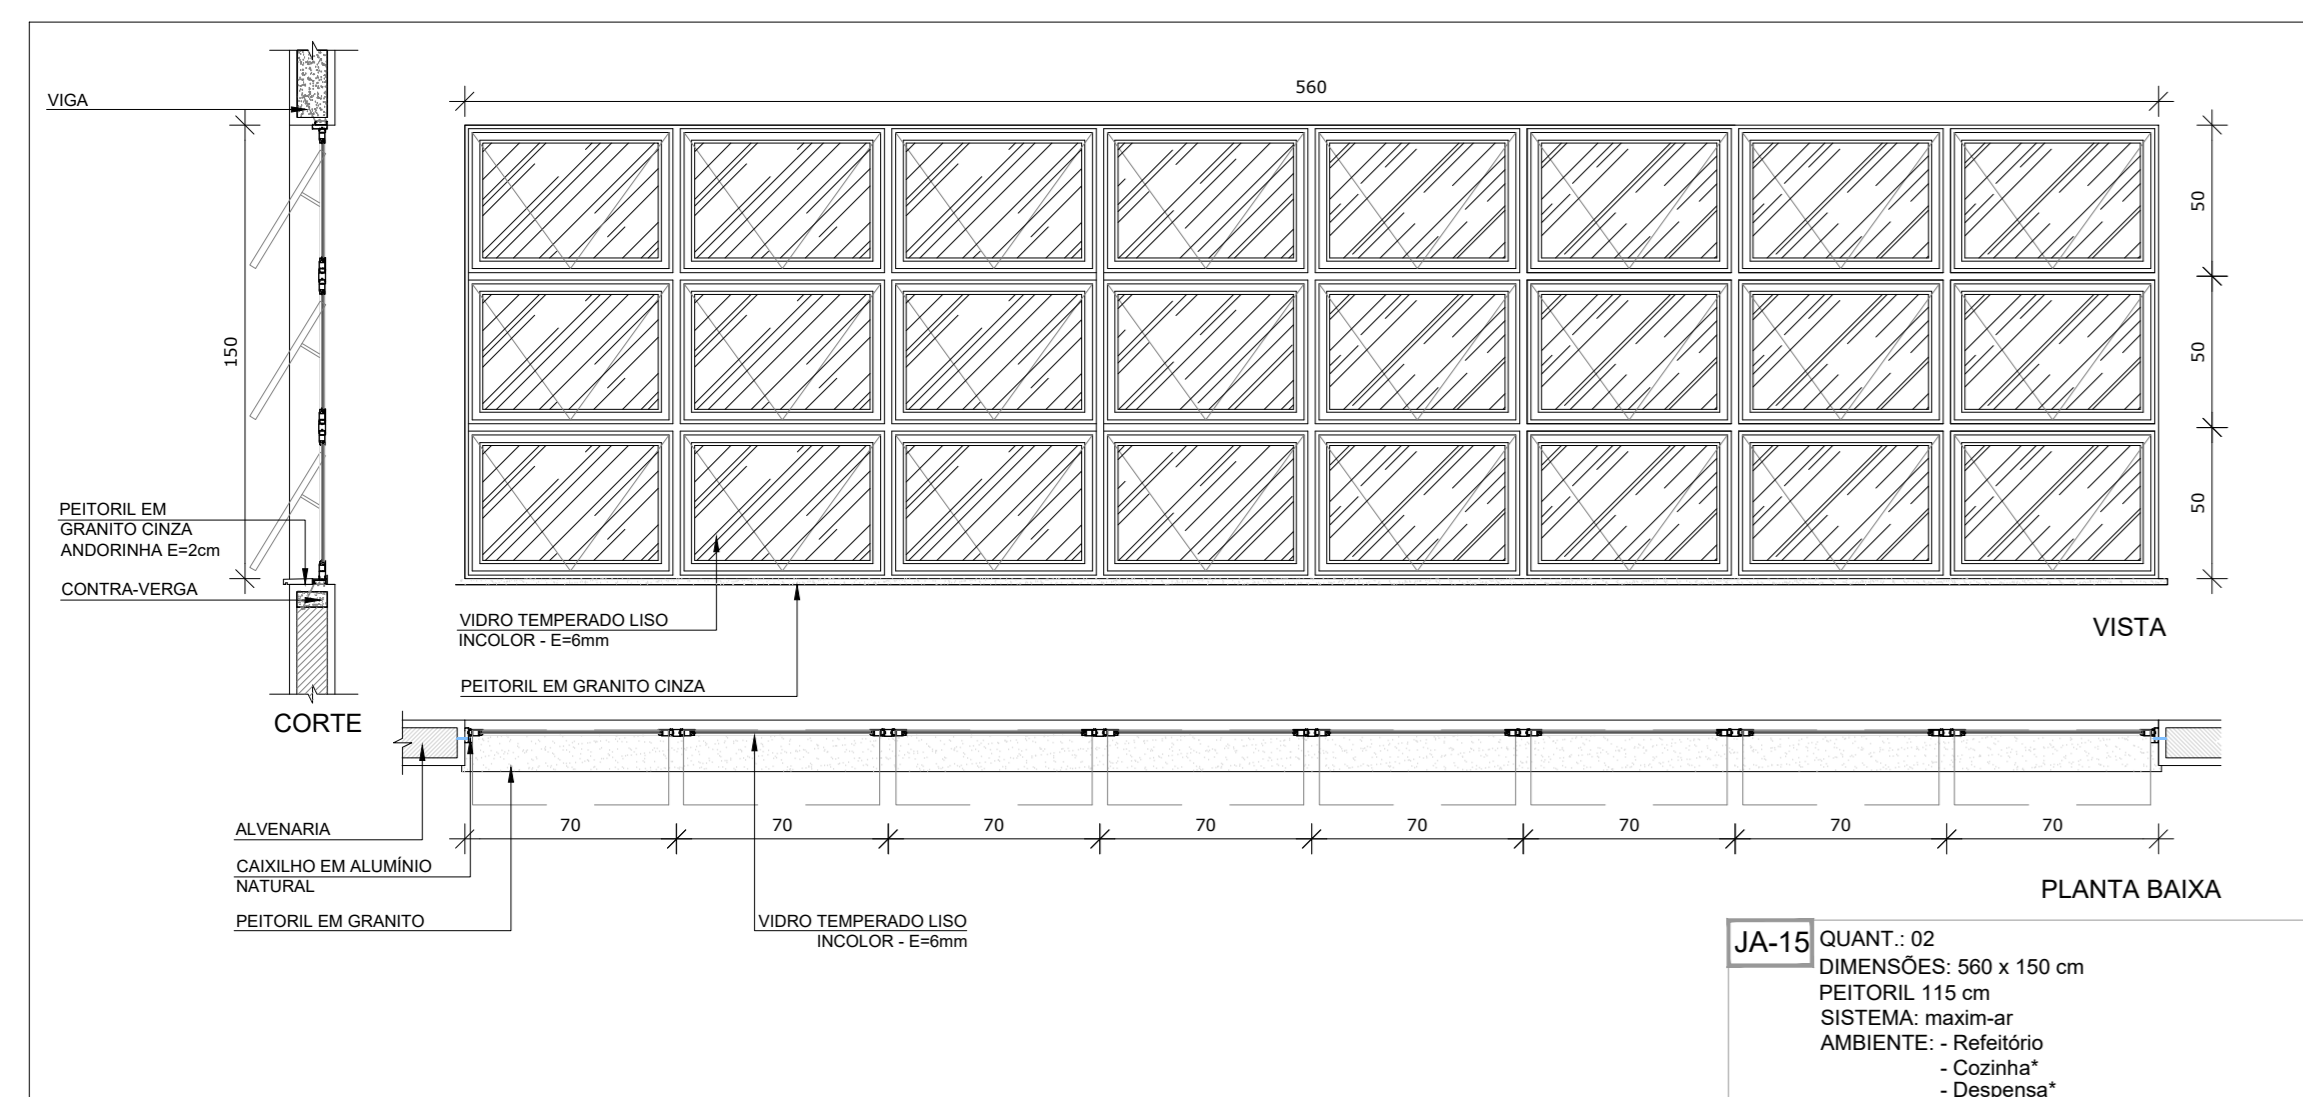 VIGA
560
50
50
50
150
PEITORIL EM
GRANITO CINZA
ANDORINHA E=2cm
CONTRA-VERGA
VIDRO TEMPERADO LISO
INCOLOR - E=6mm
VISTA
PEITORIL EM GRANITO CINZA
CORTE
70 70 70 70 70 70 70 70
ALVENARIA
CAIXILHO EM ALUMÍNIO
NATURAL
PEITORIL EM GRANITO
VIDRO TEMPERADO LISO
INCOLOR - E=6mm
PLANTA BAIXA
JA-15
QUANT.: 02
DIMENSÕES: 560 x 150 cm
PEITORIL 115 cm
SISTEMA: maxim-ar
AMBIENTE: - Refeitório
- Cozinha*
- Despensa*